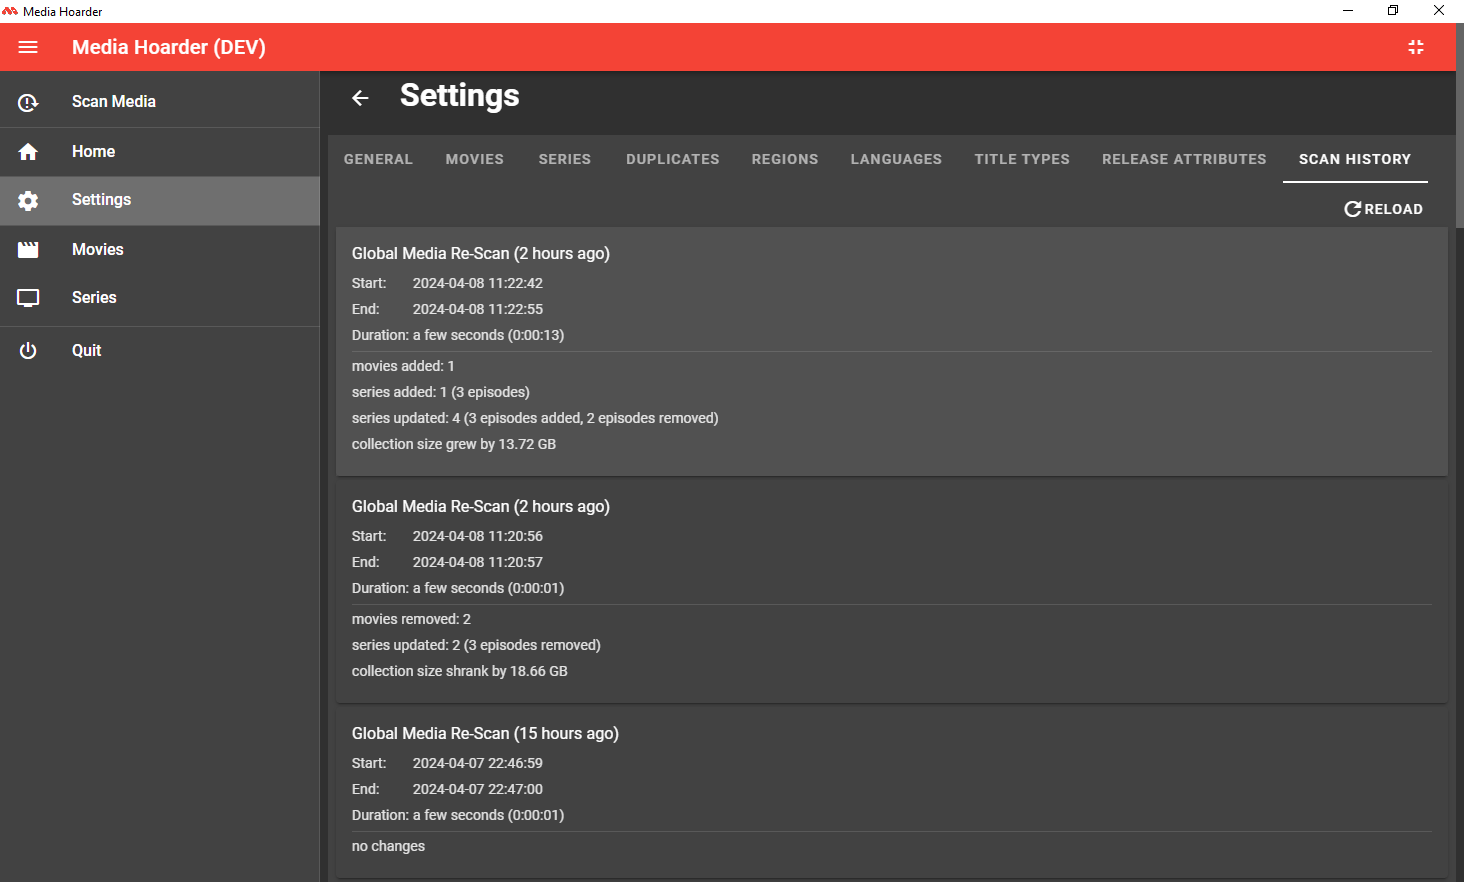 Media Hoarder
Media Hoarder (DEV)
Scan Media
Home
Settings
Movies
Series
Quit
Settings
GENERAL MOVIES SERIES DUPLICATES REGIONS LANGUAGES TITLE TYPES RELEASE ATTRIBUTES SCAN HISTORY
RELOAD
Global Media Re-Scan (2 hours ago)
Start: 2024-04-08 11:22:42
End: 2024-04-08 11:22:55
Duration: a few seconds (0:00:13)
movies added: 1
series added: 1 (3 episodes)
series updated: 4 (3 episodes added, 2 episodes removed)
collection size grew by 13.72 GB
Global Media Re-Scan (2 hours ago)
Start: 2024-04-08 11:20:56
End: 2024-04-08 11:20:57
Duration: a few seconds (0:00:01)
movies removed: 2
series updated: 2 (3 episodes removed)
collection size shrank by 18.66 GB
Global Media Re-Scan (15 hours ago)
Start: 2024-04-07 22:46:59
End: 2024-04-07 22:47:00
Duration: a few seconds (0:00:01)
no changes